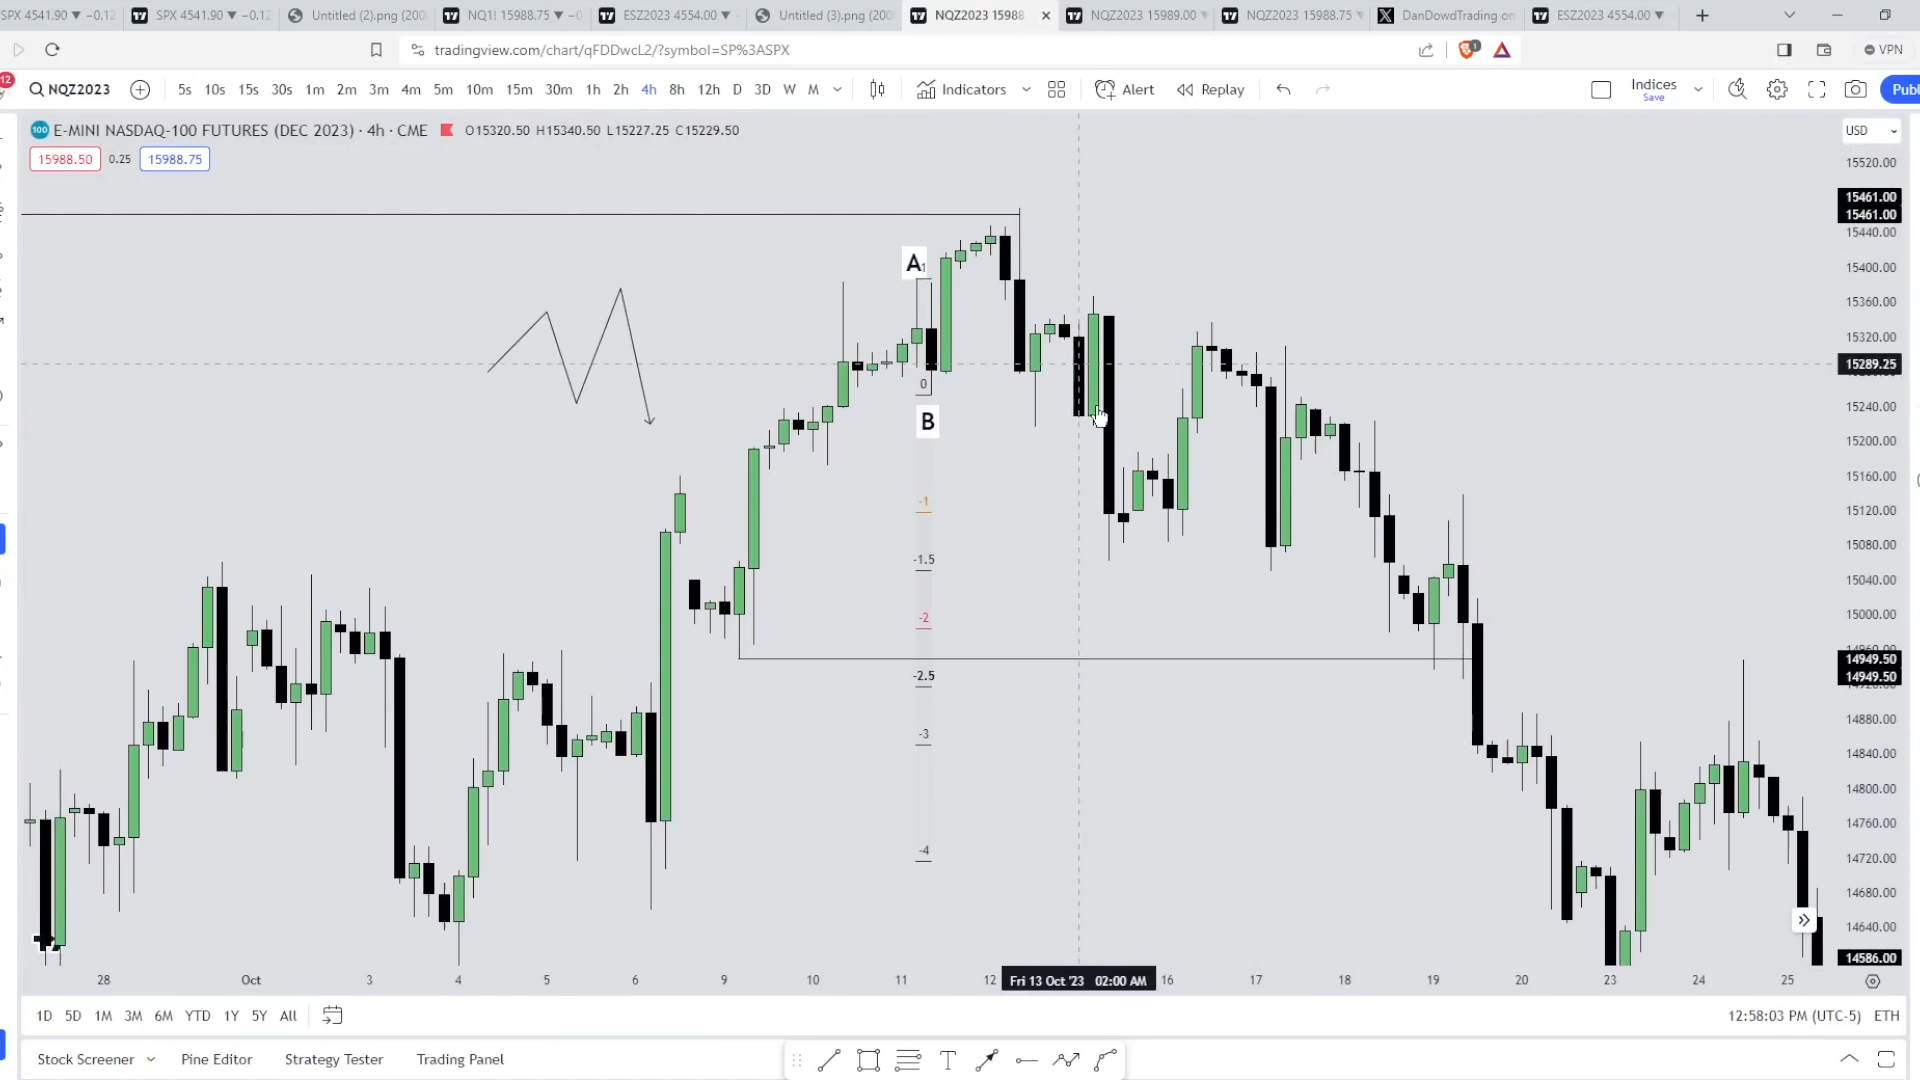 SPX 4541.90 ▼ −0.12
SPX 4541.90 ▼ −0.12
Untitled (2).png (200
NQ1! 15988.75 ▼ −0
ESZ2023 4554.00 ▼
Untitled (3).png (200
NQZ2023 15988
NQZ2023 15989.00
NQZ2023 15988.75
DanDowdTrading on
ESZ2023 4554.00 ▼
tradingview.com/chart/qFDDwcL2/?symbol=SP%3ASPX
1
VPN
12
NQZ2023
5s 10s 15s 30s 1m 2m 3m 4m 5m 10m 15m 30m 1h 2h 4h 8h 12h D 3D W M
Indicators
Alert
Replay
Indices
Save
Publ
100
E-MINI NASDAQ-100 FUTURES (DEC 2023) · 4h · CME
O15320.50 H15340.50 L15227.25 C15229.50
USD
15988.50 0.25 15988.75
15520.00
15461.00
15461.00
15440.00
15400.00
15360.00
15320.00
15289.25
15240.00
15200.00
15160.00
15120.00
15080.00
15040.00
15000.00
14949.50
14949.50
14880.00
14840.00
14800.00
14760.00
14720.00
14680.00
14640.00
14586.00
A
1
0
B
-1
-1.5
-2
-2.5
-3
-4
28 Oct 3 4 5 6 9 10 11 12 Fri 13 Oct '23 02:00 AM 16 17 18 19 20 23 24 25
1D 5D 1M 3M 6M YTD 1Y 5Y All
12:58:03 PM (UTC-5) ETH
Stock Screener
Pine Editor
Strategy Tester
Trading Panel